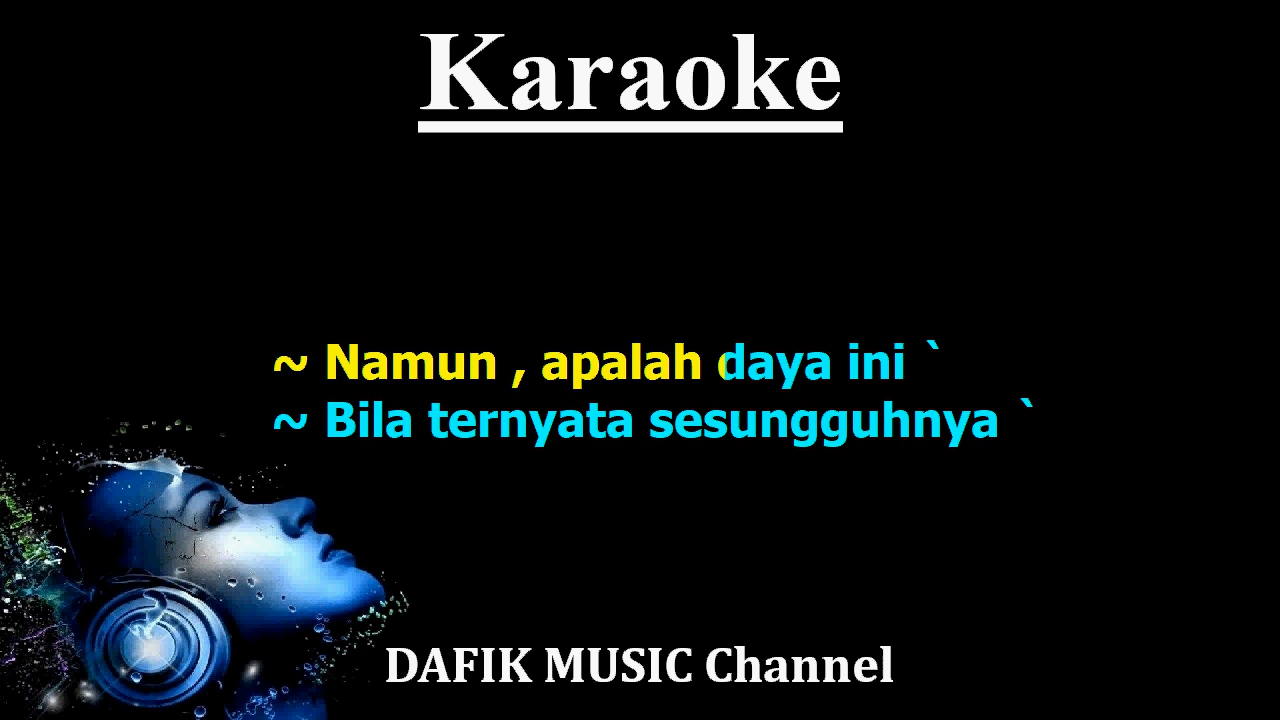 Karaoke
~ Namun , apalah daya ini `
~ Bila ternyata sesungguhnya `
DAFIK MUSIC Channel